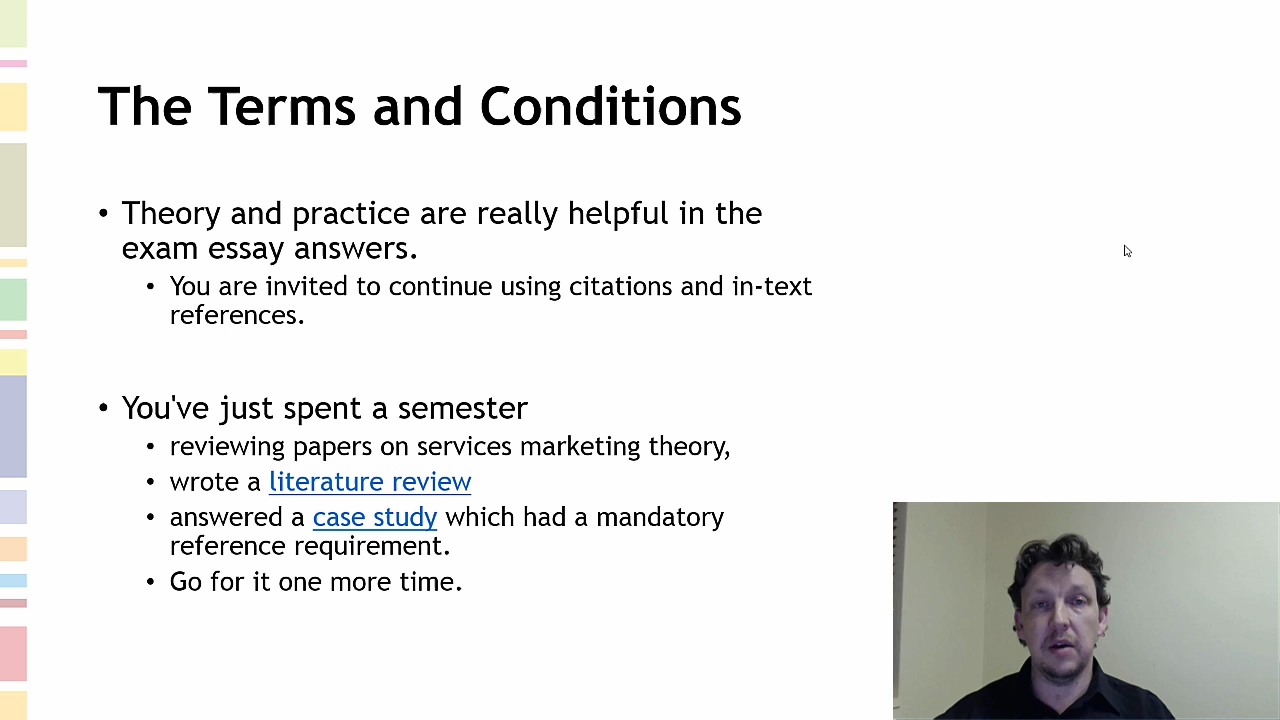 The Terms and Conditions
• Theory and practice are really helpful in the
exam essay answers.
• You are invited to continue using citations and in-text
references.
• You've just spent a semester
• reviewing papers on services marketing theory,
• wrote a literature review
• answered a case study which had a mandatory
reference requirement.
• Go for it one more time.